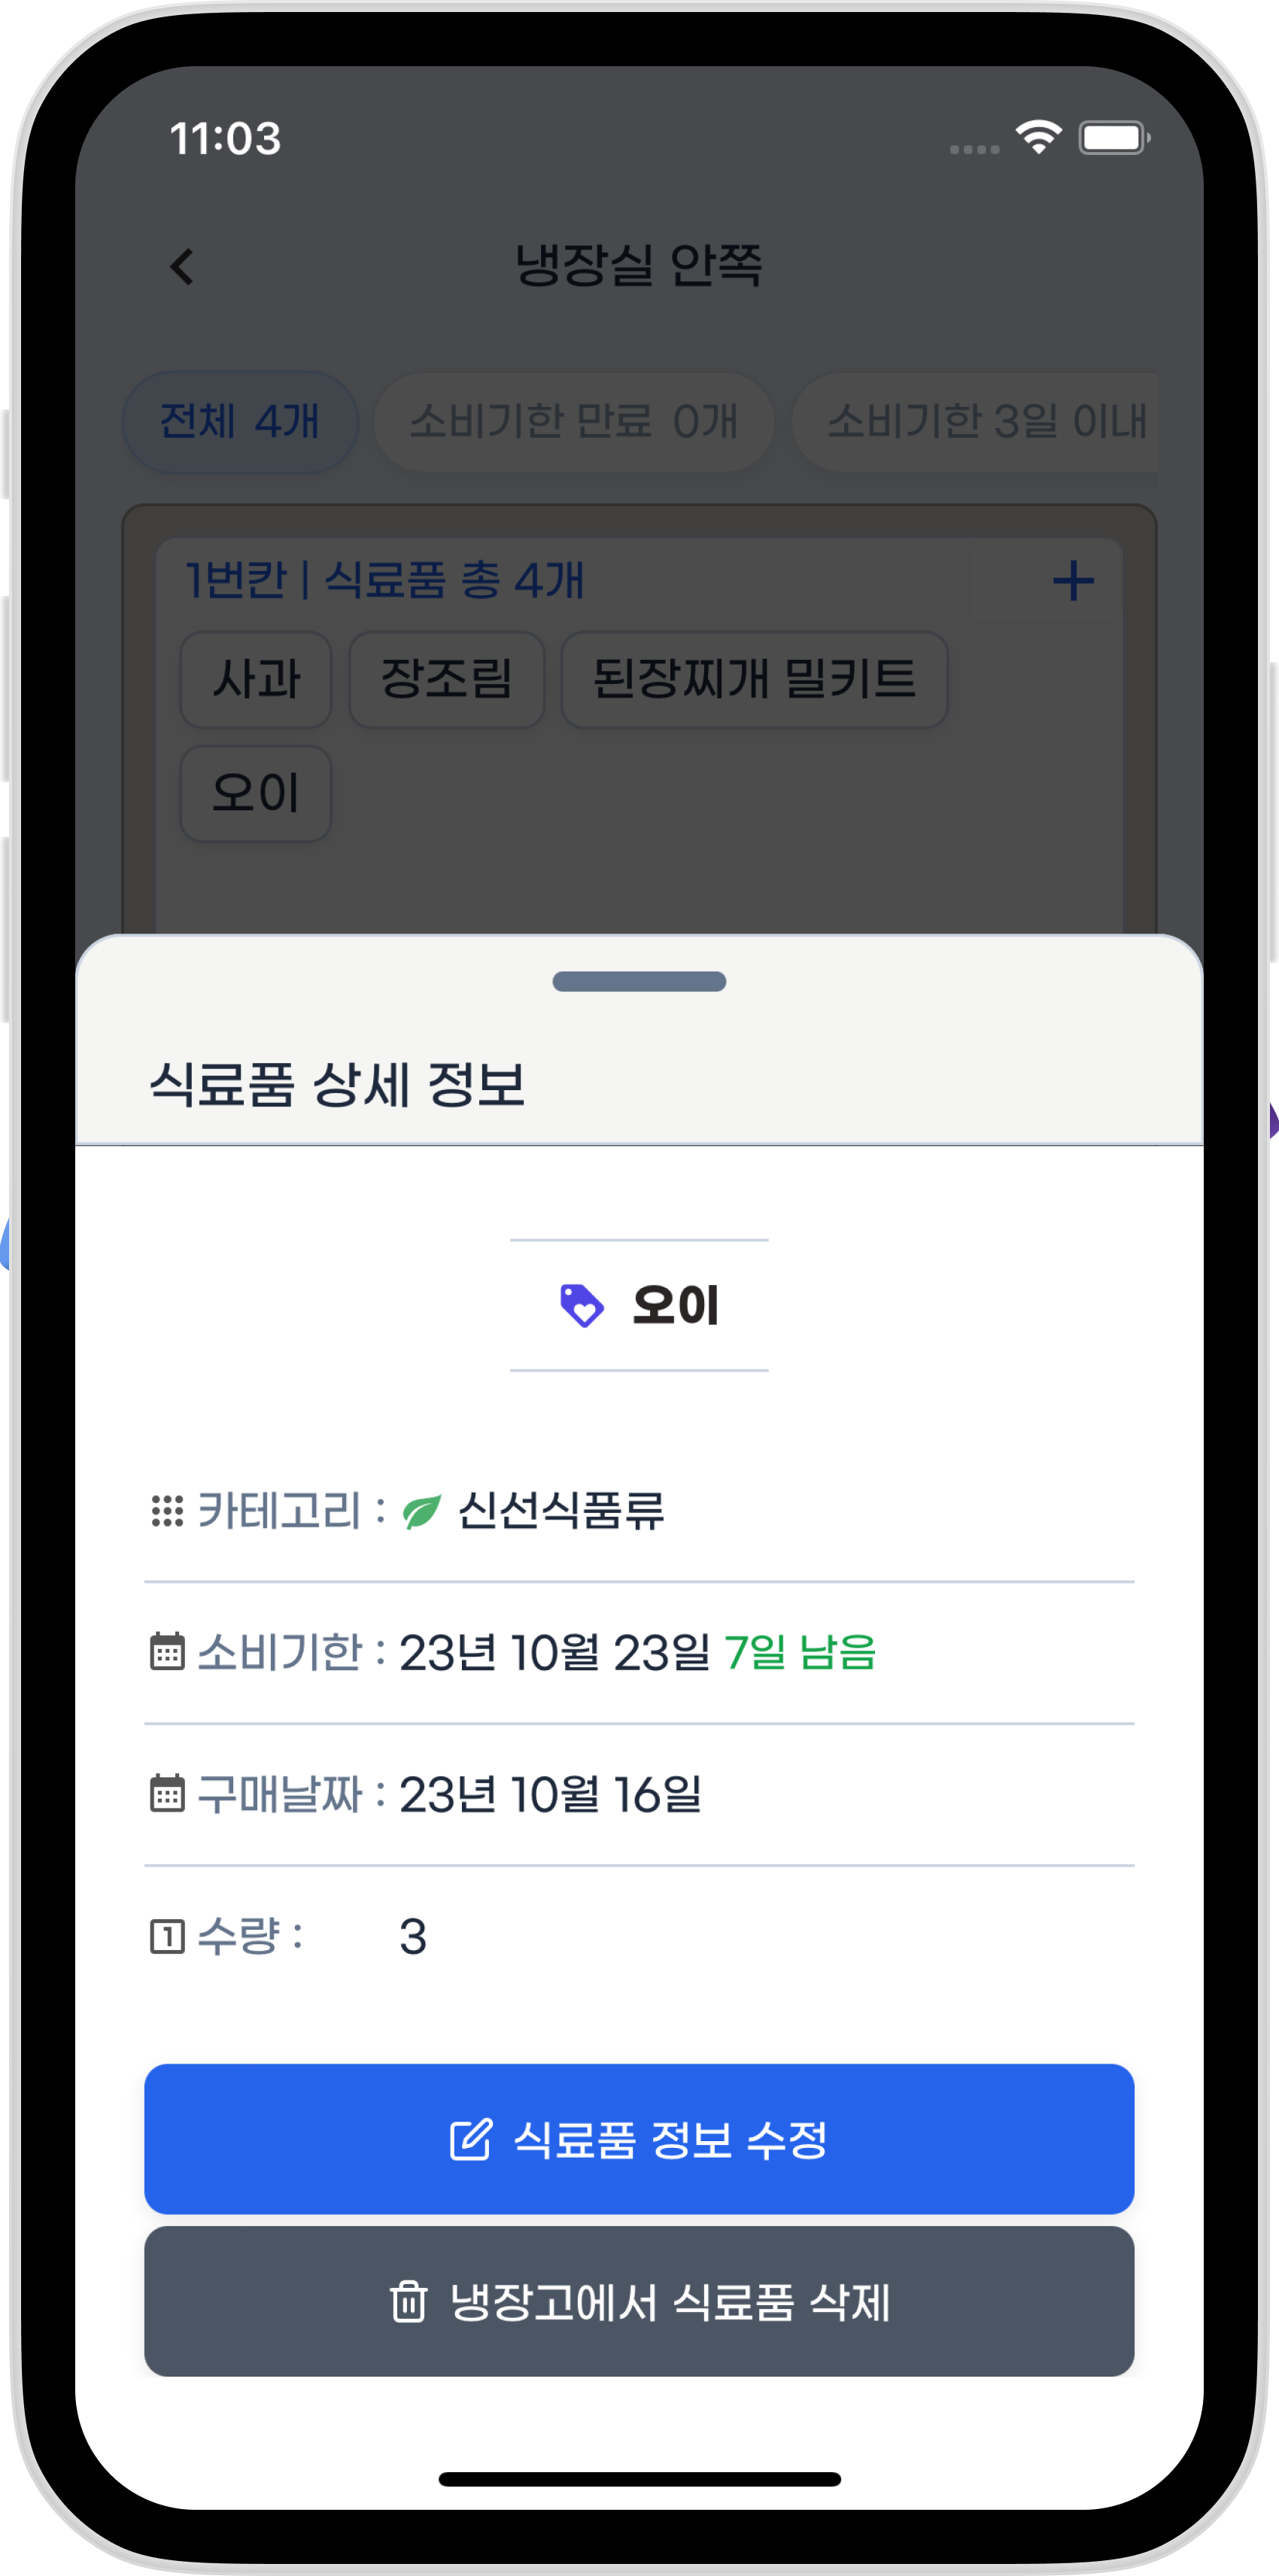 11:03
냉장실 안쪽
전체 4개 소비기한 만료 0개 소비기한 3일 이내
1번칸 | 식료품 총 4개 +
사과 장조림 된장찌개 밀키트
오이
식료품 상세 정보
오이
카테고리 : 신선식품류
소비기한 : 23년 10월 23일 7일 남음
구매날짜 : 23년 10월 16일
1 수량 : 3
식료품 정보 수정
냉장고에서 식료품 삭제